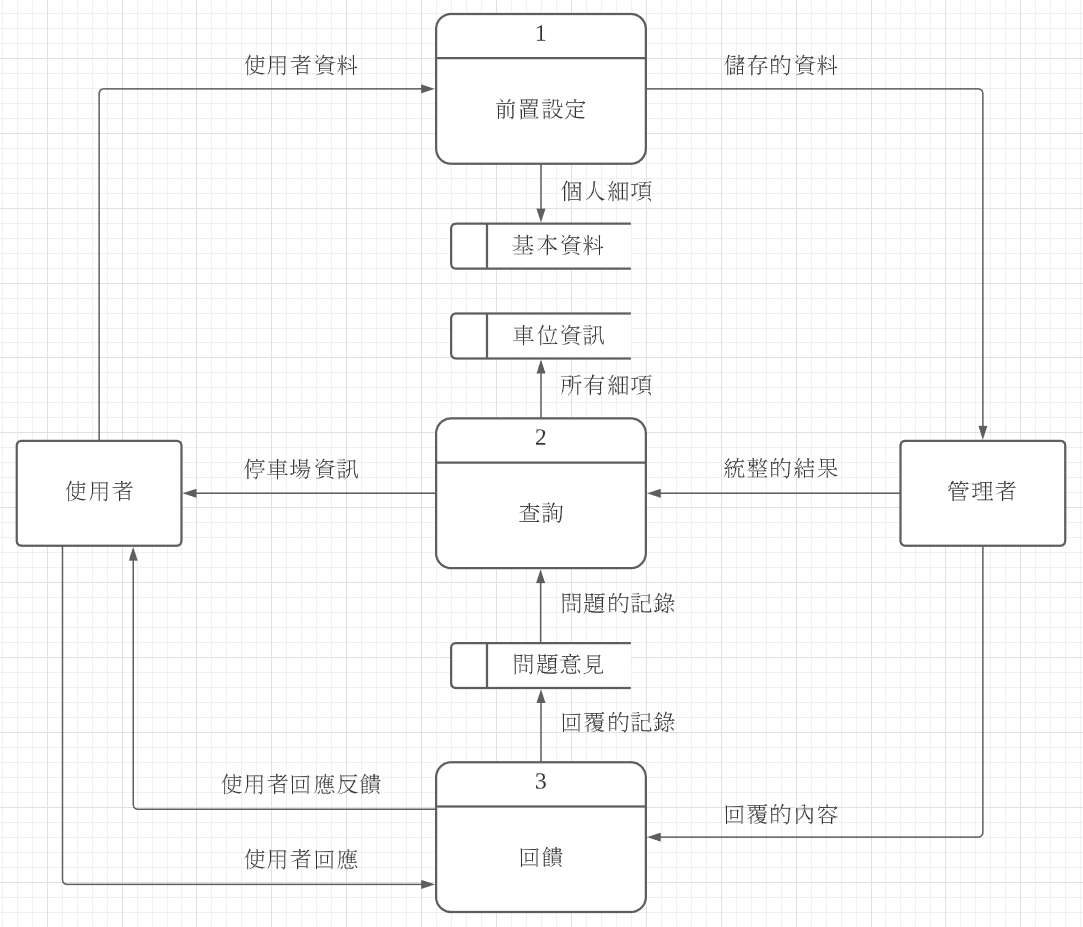 1
使用者資料
儲存的資料
前置設定
個人細項
基本資料
車位資訊
所有細項
2
停車場資訊
統整的結果
使用者
管理者
查詢
問題的記錄
問題意見
回覆的記錄
3
使用者回應反饋
回覆的內容
回饋
使用者回應